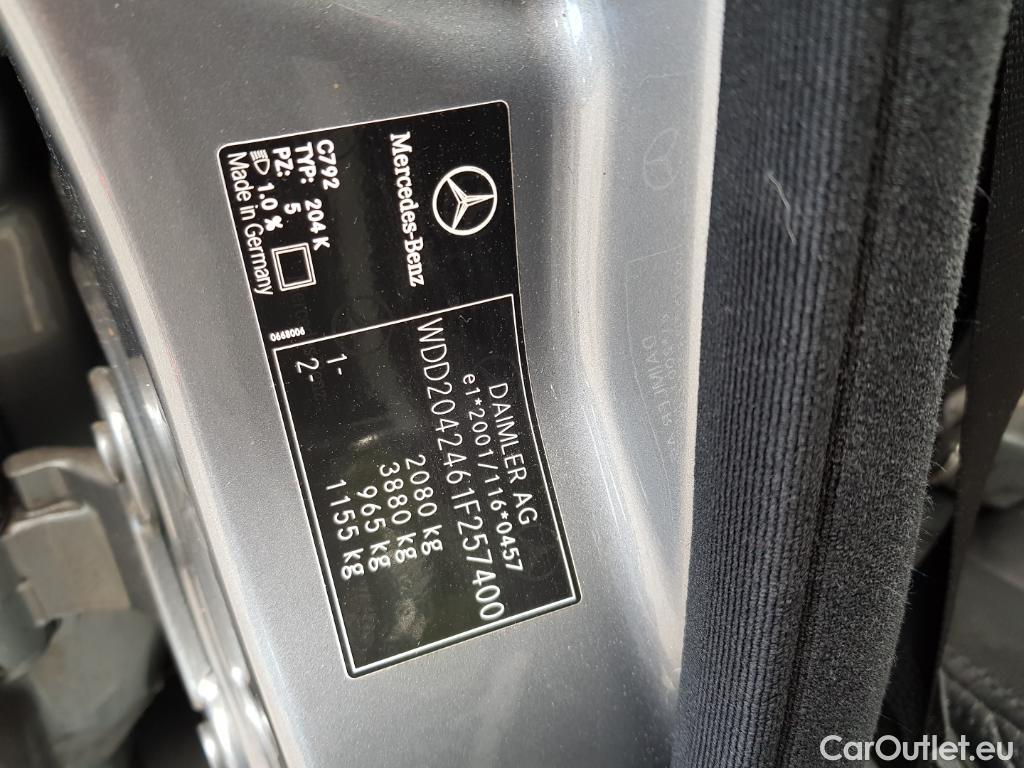 Mercedes-Benz
C792
TYP: 204 K
PZ: 5
1.0 %
Made in Germany
DAIMLER AG
e1*2001/116*0457
WDD2042461F257400
2080 kg
3880 kg
1- 965 kg
2- 1155 kg
CarOutlet.eu